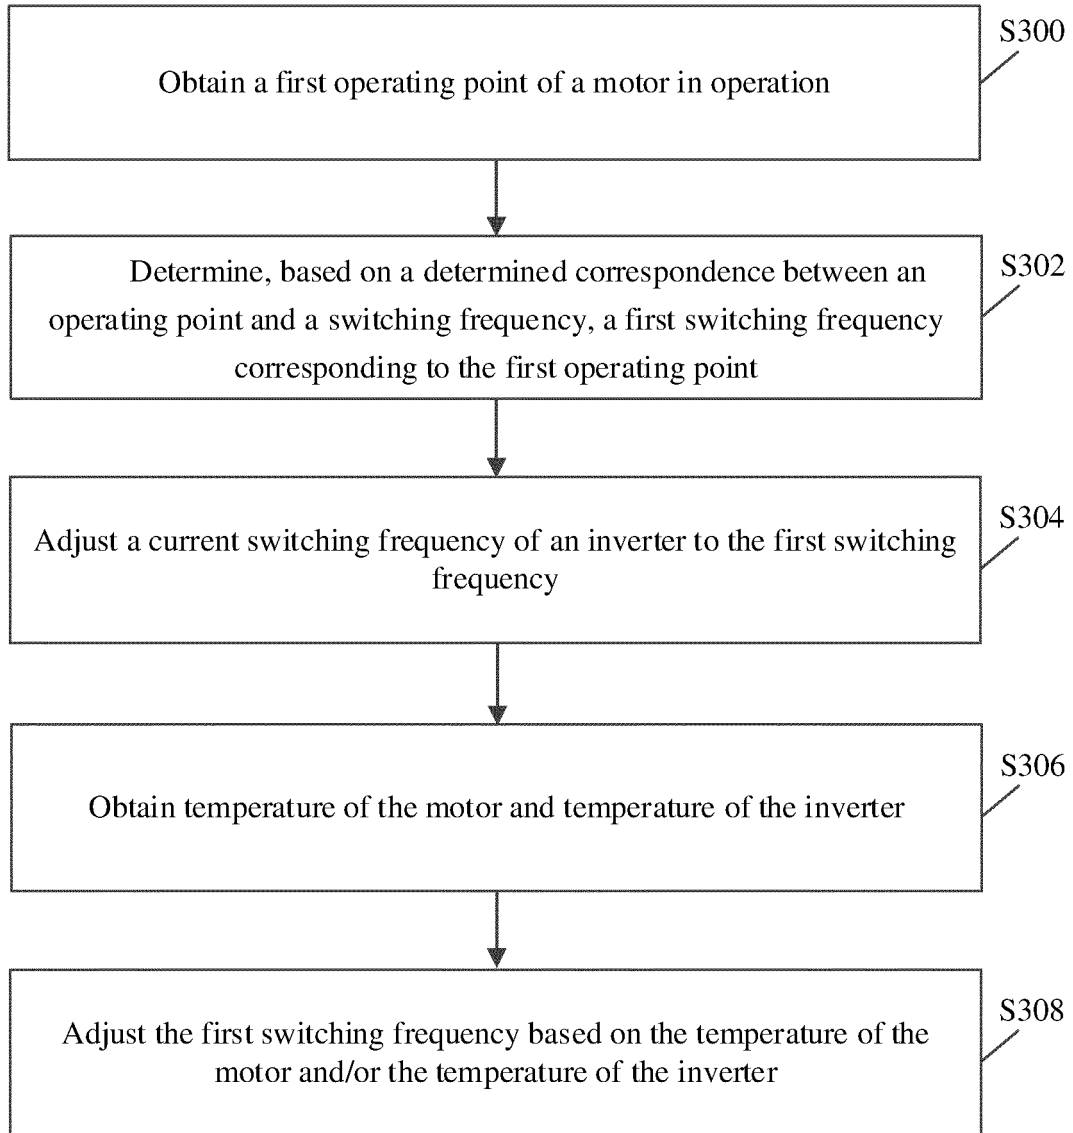 S300
Obtain a first operating point of a motor in operation
S302
Determine, based on a determined correspondence between an
operating point and a switching frequency, a first switching frequency
corresponding to the first operating point
S304
Adjust a current switching frequency of an inverter to the first switching
frequency
S306
Obtain temperature of the motor and temperature of the inverter
S308
Adjust the first switching frequency based on the temperature of the
motor and/or the temperature of the inverter